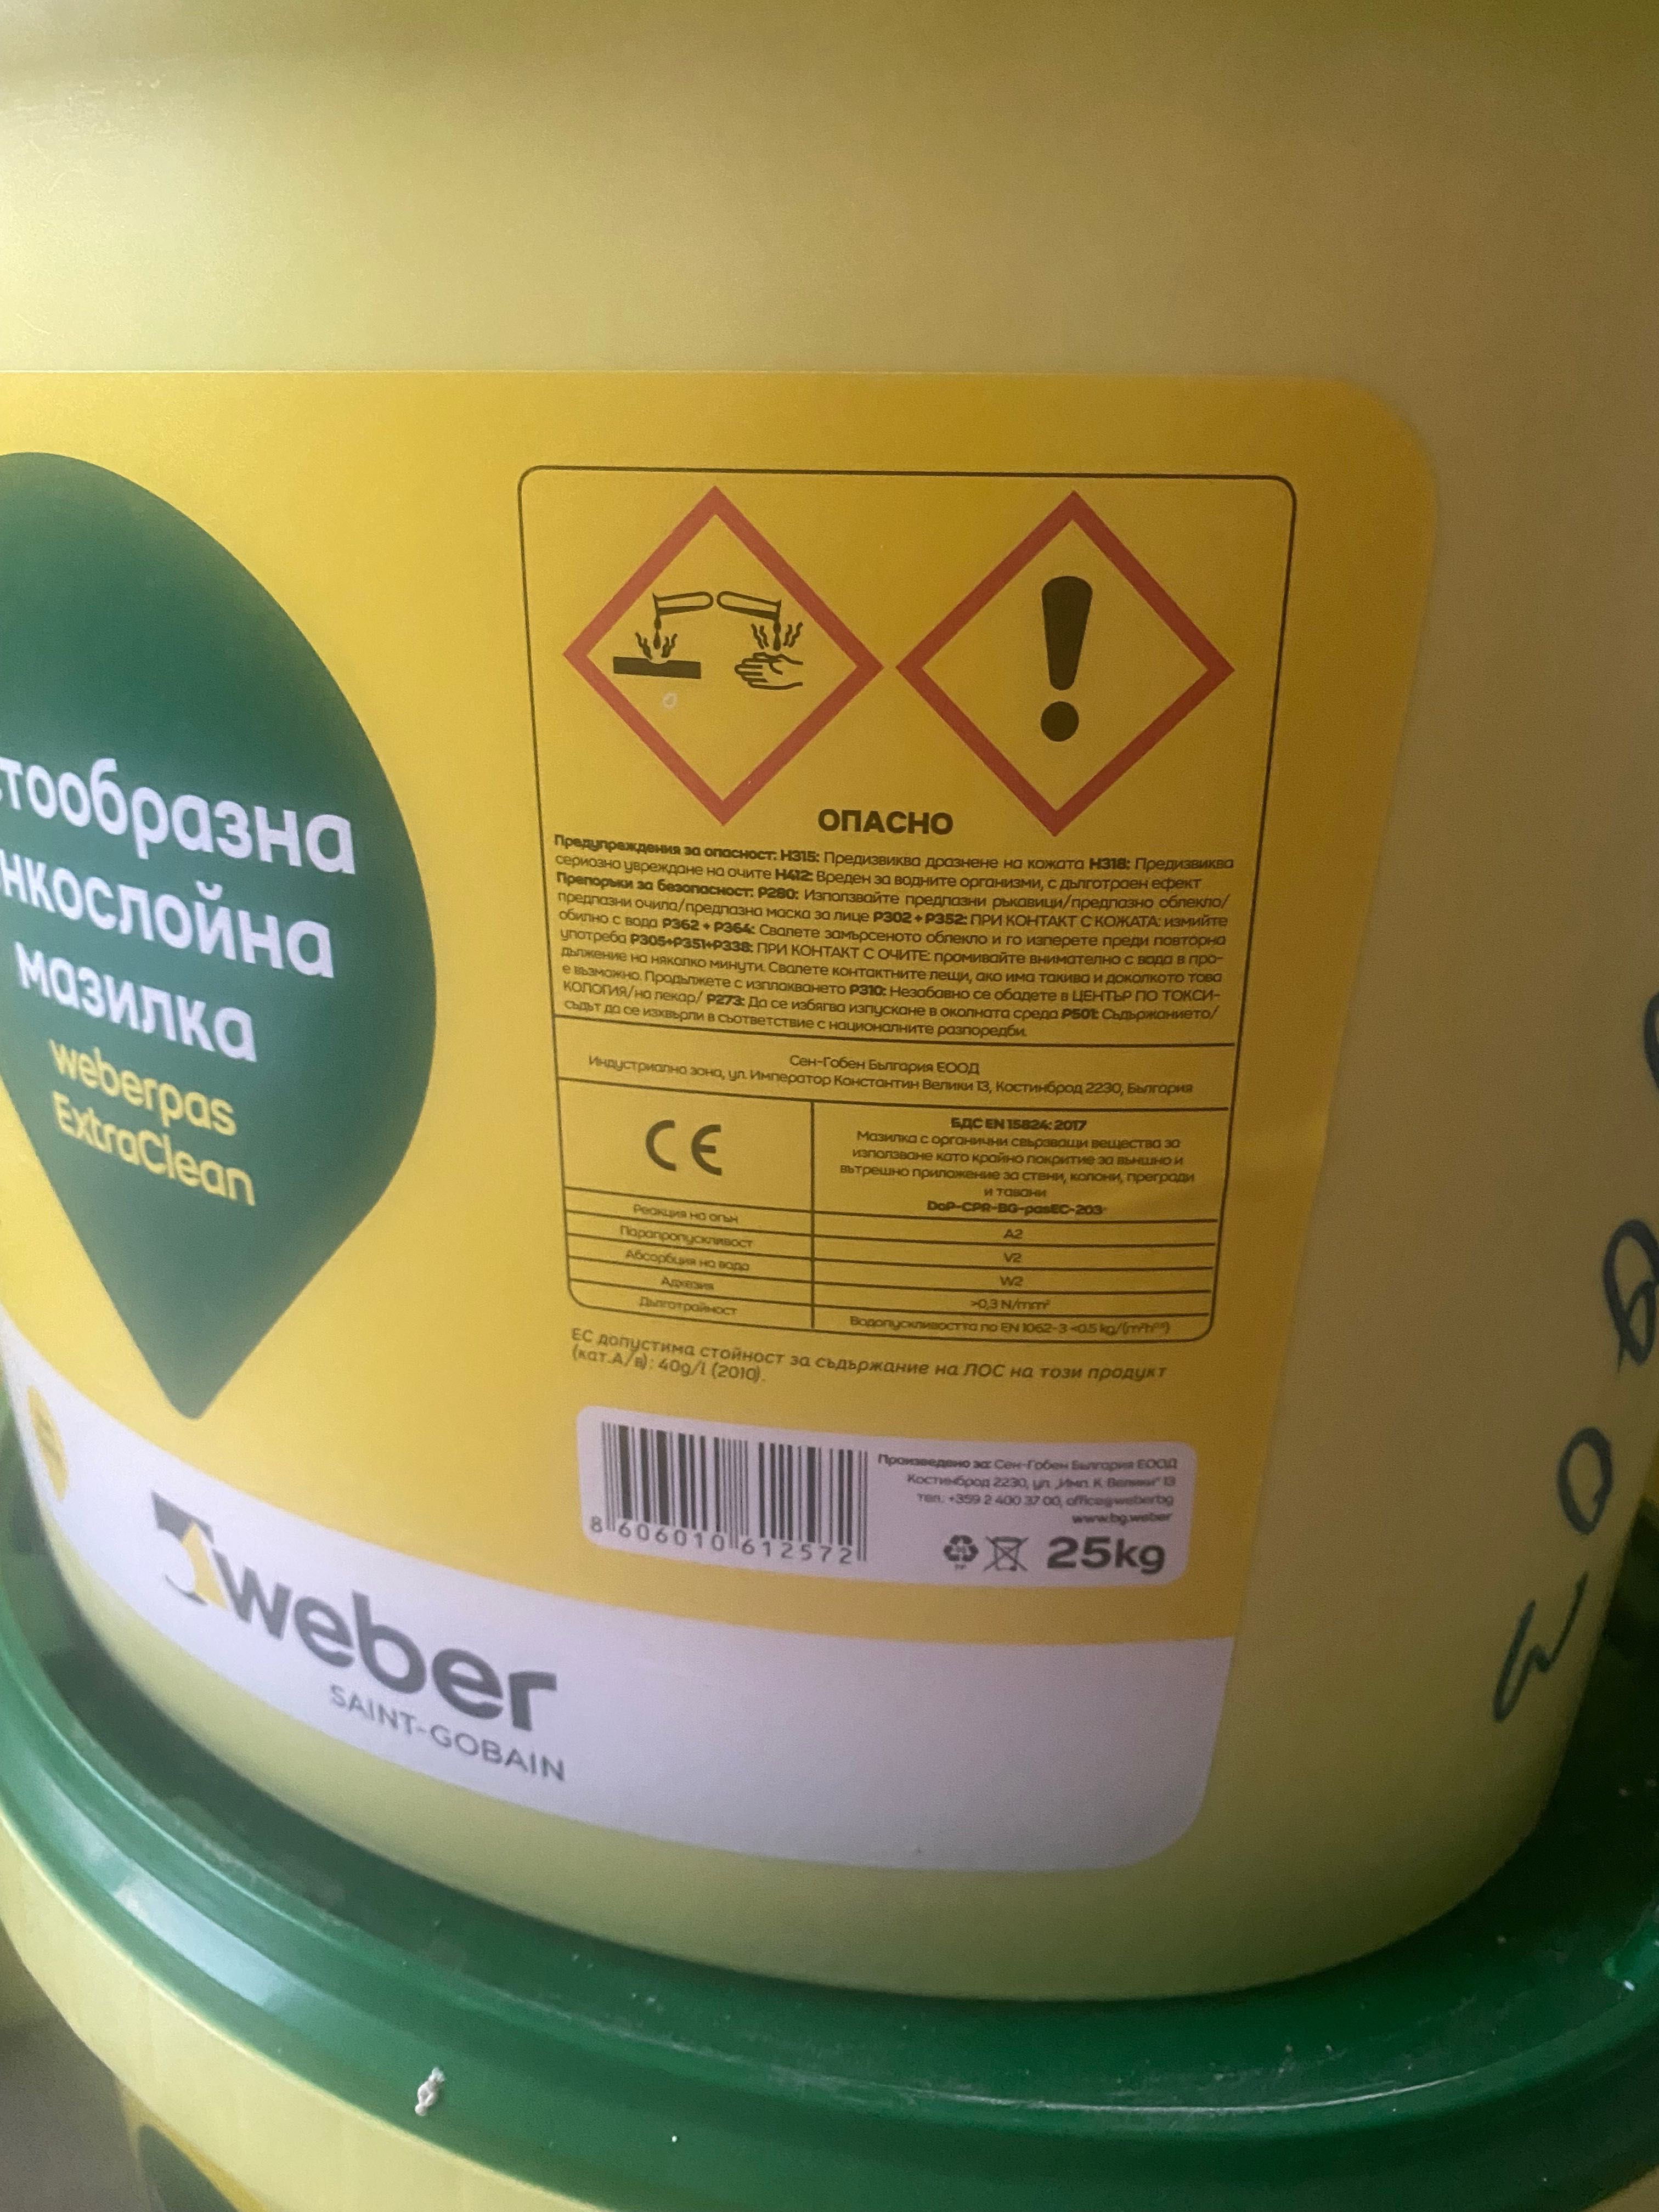 тообразна
нкослойна
мазилка
weberpas
ExtraClean
ОПАСНО
Предупреждения за опасност: H315: Предизвиква дразнене на кожата H318: Предизвиква
сериозно увреждане на очите H412: Вреден за водните организми, с дълготраен ефект
Препоръки за безопасност: P280: Използвайте предпазни ръкавици/предпазно облекло/
предпазни очила/предпазна маска за лице P302 + P352: ПРИ КОНТАКТ С КОЖАТА: измийте
обилно с вода P362 + P364: Свалете замърсеното облекло и го изперете преди повторна
употреба P305+P351+P338: ПРИ КОНТАКТ С ОЧИТЕ: промивайте внимателно с вода в про-
дължение на няколко минути. Свалете контактните лещи, ако има такива и доколкото това
е възможно. Продължете с изплакването P310: Незабавно се обадете в ЦЕНТЪР ПО ТОКСИ-
КОЛОГИЯ/на лекар/ P273: Да се избягва изпускане в околната среда P501: Съдържанието/
съдът да се изхвърли в съответствие с националните разпоредби.
Сен-Гобен България ЕООД
Индустриална зона, ул. Император Константин Велики 13, Костинброд 2230, България
CE
БДС EN 15824: 2017
Мазилка с органични свързващи вещества за
използване като крайно покритие за външно и
вътрешно приложение за стени, колони, прегради
и тавани
DoP-CPR-BG-pasEC-203
Реакция на огън A2
Паропропускливост V2
Абсорбция на вода W2
Адхезия >0,3 N/mm²
Дълготрайност Водопускливостта по EN 1062-3 <0.5 kg/(m²h⁰·⁵)
ЕС допустима стойност за съдържание на ЛОС на този продукт
(кат.A/в): 40g/l (2010).
8 606010 612572
Произведено за: Сен-Гобен България ЕООД
Костинброд 2230, ул. „Имп. К. Велики" 13
тел.: +359 2 400 37 00, office@weber.bg
www.bg.weber
25kg
weber
SAINT-GOBAIN